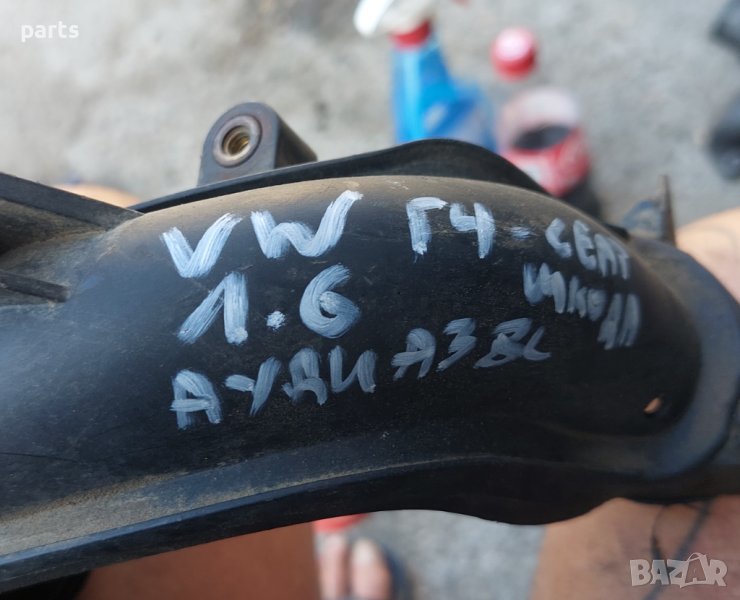 parts
VW Г4 - СЕАТ
1.6 ШКОДА
АУДИ А3 8L
BAZAR